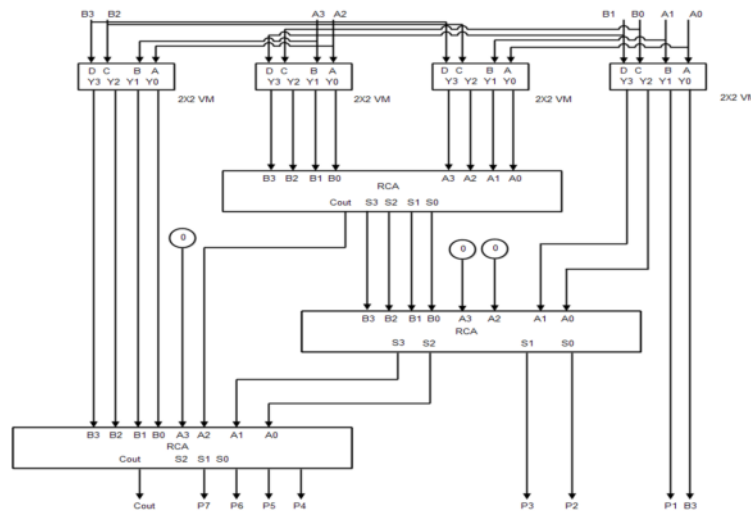 B3 B2 A3 A2 B1 B0 A1 A0
D C B A D C B A D C B A D C B A
Y3 Y2 Y1 Y0 Y3 Y2 Y1 Y0 Y3 Y2 Y1 Y0 Y3 Y2 Y1 Y0
2X2 VM 2X2 VM 2X2 VM 2X2 VM
B3 B2 B1 B0 A3 A2 A1 A0
RCA
Cout S3 S2 S1 S0
0 0 0
B3 B2 B1 B0 A3 A2 A1 A0
RCA
S3 S2 S1 S0
B3 B2 B1 B0 A3 A2 A1 A0
RCA
Cout S2 S1 S0
Cout P7 P6 P5 P4 P3 P2 P1 B3